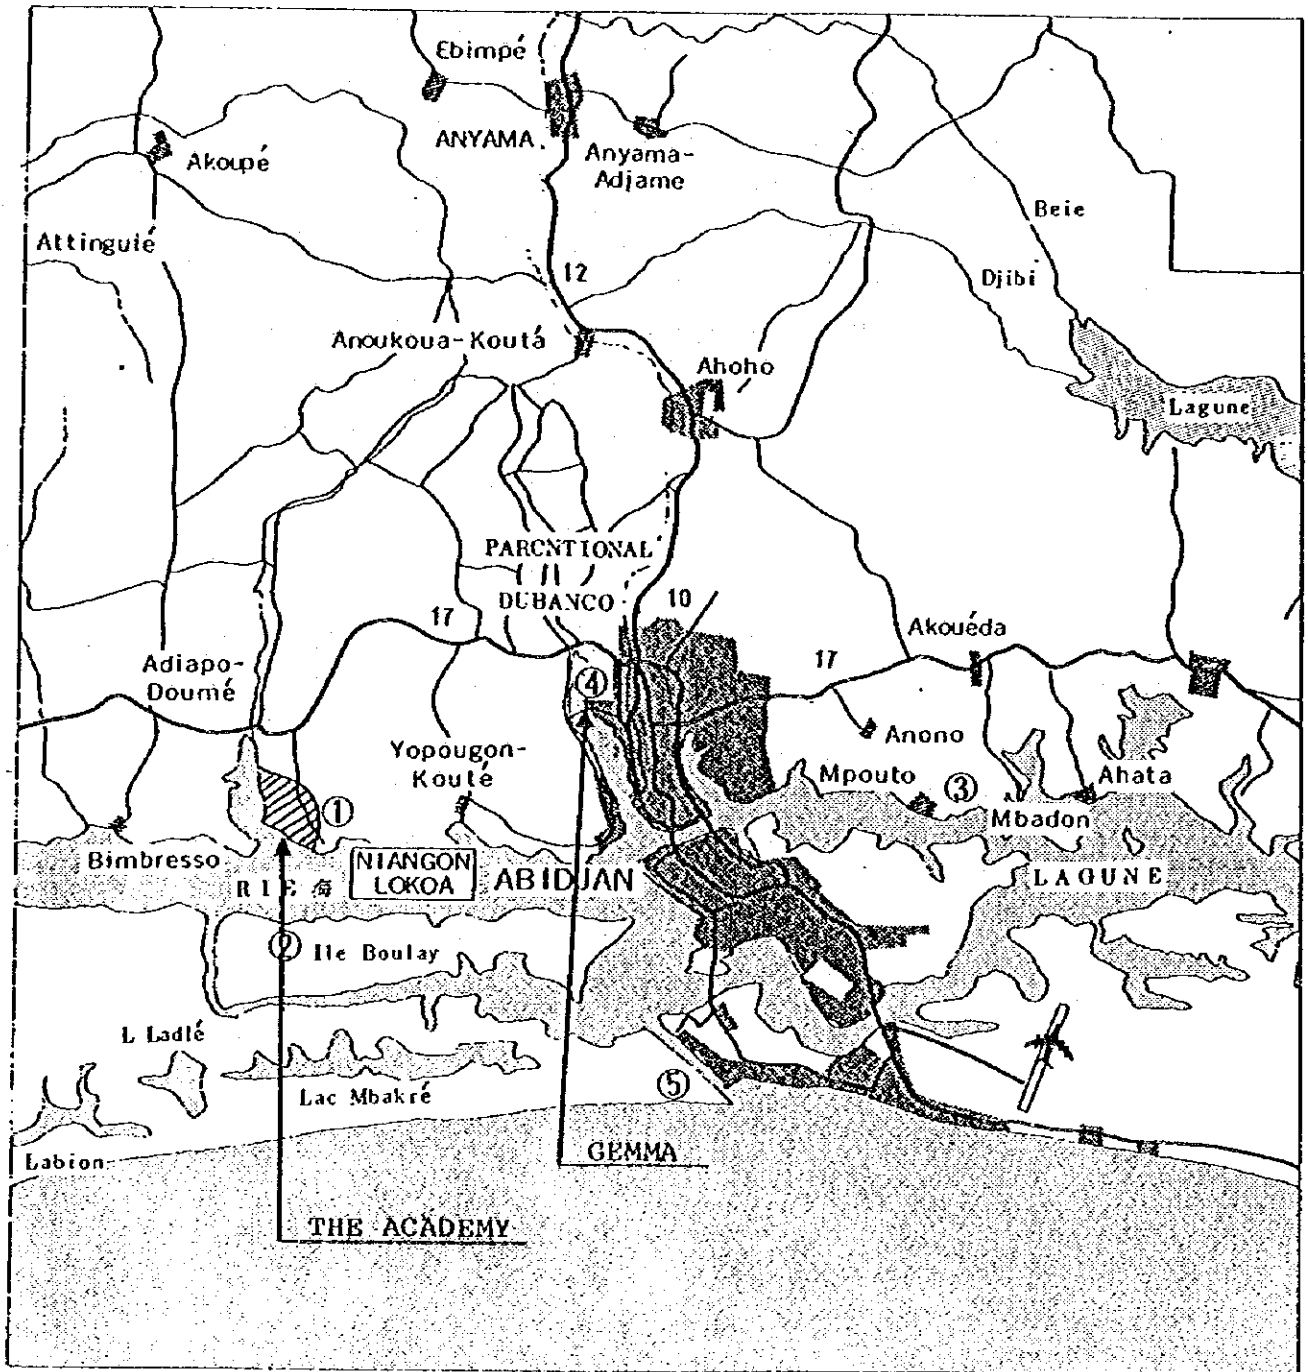 Ebimpé
ANYAMA
Akoupé
Anyama-
Adjame
Beie
Attinguié
12
Djibi
Anoukoua-Koutá
Ahoho
Lagune
PARCNTIONAL
DUBANCO
10
17
Akouéda
17
Adiapo-
Doumé
④
Anono
Yopougon-
Kouté
Mpouto
③
Ahata
①
Mbadon
Bimbresso
NIANGON
LOKOA
ABIDJAN
LAGUNE
RIE
②
Ile Boulay
L Ladlé
⑤
Lac Mbakré
GEMMA
Labion
THE ACADEMY